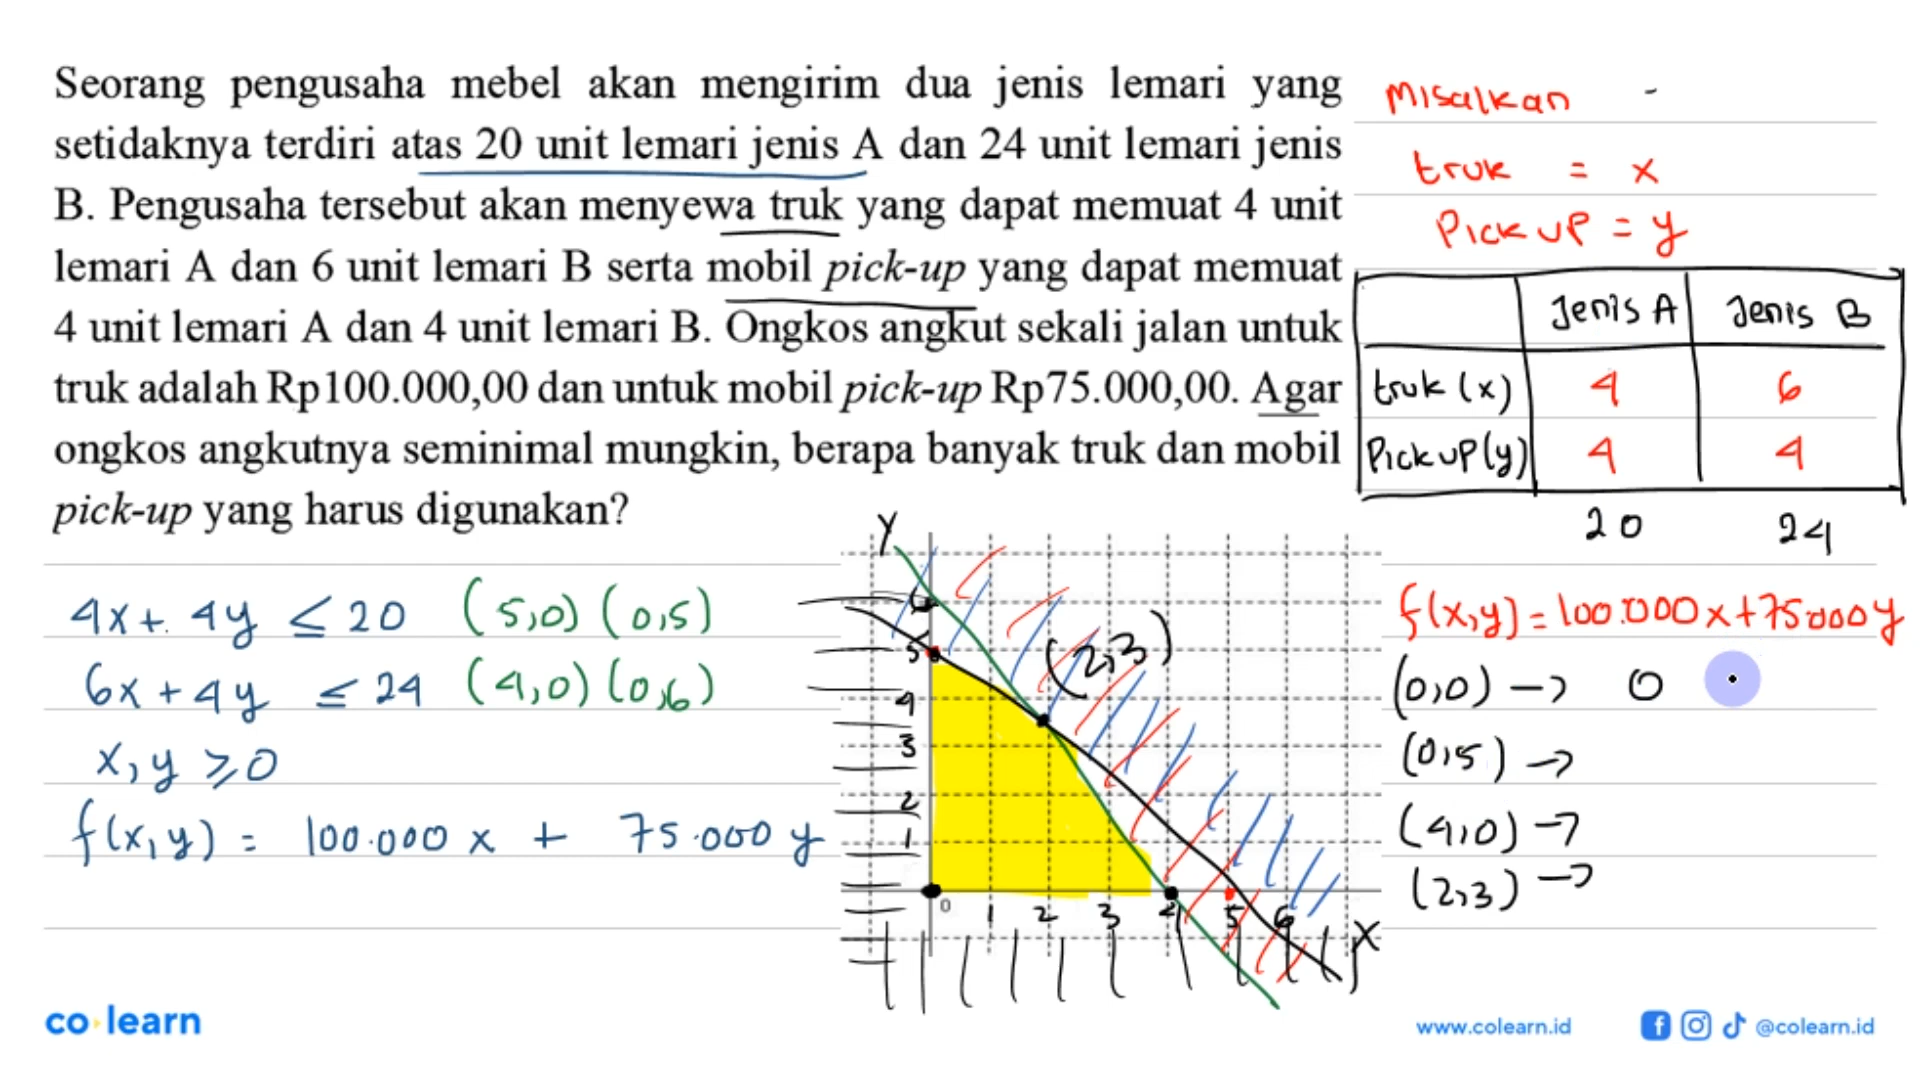 Seorang pengusaha mebel akan mengirim dua jenis lemari yang
setidaknya terdiri atas 20 unit lemari jenis A dan 24 unit lemari jenis
B. Pengusaha tersebut akan menyewa truk yang dapat memuat 4 unit
lemari A dan 6 unit lemari B serta mobil pick-up yang dapat memuat
4 unit lemari A dan 4 unit lemari B. Ongkos angkut sekali jalan untuk
truk adalah Rp100.000,00 dan untuk mobil pick-up Rp75.000,00. Agar
ongkos angkutnya seminimal mungkin, berapa banyak truk dan mobil
pick-up yang harus digunakan?
Misalkan -
truk = x
Pick up = y
Jenis A Jenis B
truk (x) 4 6
Pick up (y) 4 4
20 24
4x + 4y ≤ 20 (5,0) (0,5)
6x + 4y ≤ 24 (4,0) (0,6)
x, y ≥ 0
f(x,y) = 100.000 x + 75.000 y
Y
6
5
4
3
2
1
0 1 2 3 4 5 6 X
(2,3)
f(x,y) = 100.000 x + 75.000 y
(0,0) → 0
(0,5) →
(4,0) →
(2,3) →
co learn
www.colearn.id @colearn.id